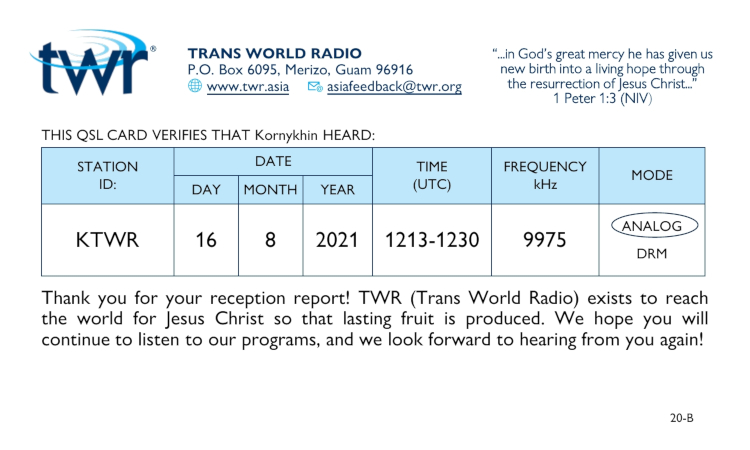 twr®
TRANS WORLD RADIO
P.O. Box 6095, Merizo, Guam 96916
www.twr.asia asiafeedback@twr.org
“...in God’s great mercy he has given us
new birth into a living hope through
the resurrection of Jesus Christ...”
1 Peter 1:3 (NIV)
THIS QSL CARD VERIFIES THAT Kornykhin HEARD:
STATION ID: DATE TIME (UTC) FREQUENCY kHz MODE
DAY MONTH YEAR
KTWR 16 8 2021 1213-1230 9975 ANALOG
DRM
Thank you for your reception report! TWR (Trans World Radio) exists to reach
the world for Jesus Christ so that lasting fruit is produced. We hope you will
continue to listen to our programs, and we look forward to hearing from you again!
20-B